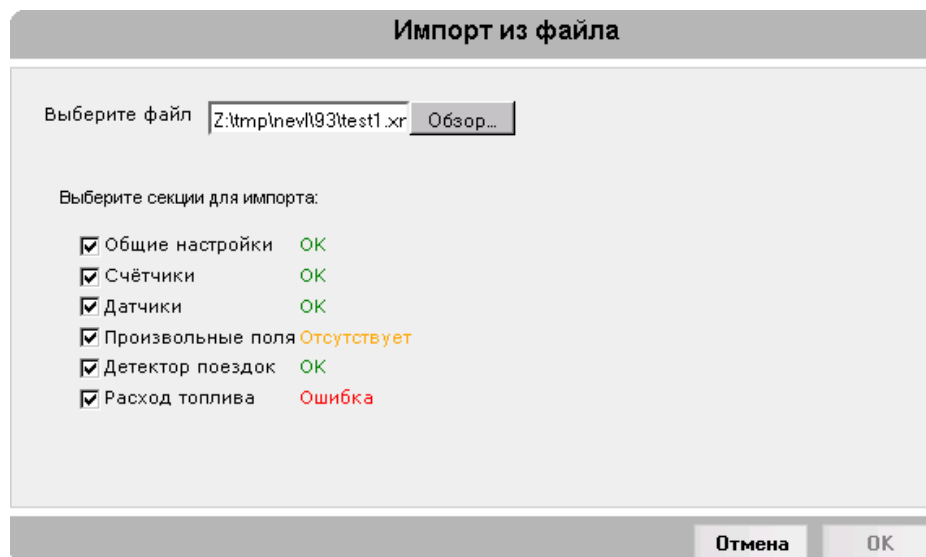 Импорт из файла
Выберите файл Z:\tmp\nevl\93\test1.xr Обзор...
Выберите секции для импорта:
Общие настройки OK
Счётчики OK
Датчики OK
Произвольные поля Отсутствует
Детектор поездок OK
Расход топлива Ошибка
Отмена OK